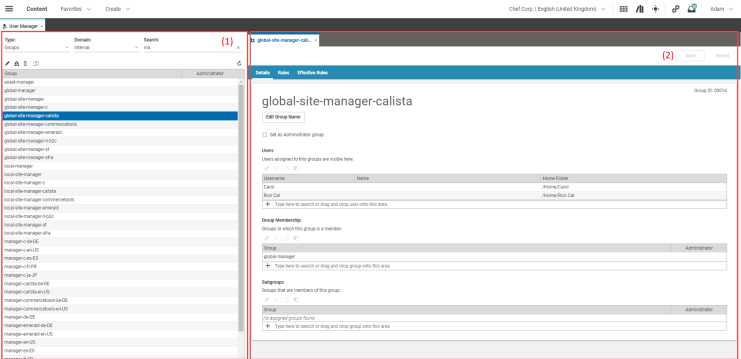 Content Favorites Create Chef Corp. | English (United Kingdom) Adam
User Manager ×
Type: Domain: Search: (1)
Groups Internal ma ×
Group Administrator
asset-manager
global-manager
global-site-manager
global-site-manager-c
global-site-manager-calista
global-site-manager-commercetools
global-site-manager-emerald
global-site-manager-h-b2c
global-site-manager-sf
global-site-manager-sfra
local-manager
local-site-manager
local-site-manager-c
local-site-manager-calista
local-site-manager-commercetools
local-site-manager-emerald
local-site-manager-h-b2c
local-site-manager-sf
local-site-manager-sfra
manager-c-de-DE
manager-c-en-US
manager-c-es-ES
manager-c-fr-FR
manager-c-ja-JP
manager-calista-de-DE
manager-calista-en-US
manager-commercetools-de-DE
manager-commercetools-en-US
manager-de-DE
manager-emerald-de-DE
manager-emerald-en-US
manager-en-US
manager-es-ES
global-site-manager-cali... ×
(2) Save Revert
Details Rules Effective Rules
Group ID: 08014
global-site-manager-calista
Edit Group Name
Set as Administrator group
Users
Users assigned to this groups are visible here.
Username Name Home Folder
Carol /Home/Carol
Rick Cal /Home/Rick Cal
+ Type here to search or drag and drop user onto this area.
Group Membership
Groups in which this group is a member.
Group Administrator
global-manager
+ Type here to search or drag and drop group onto this area.
Subgroups
Groups that are members of this group.
Group Administrator
No assigned groups found
+ Type here to search or drag and drop group onto this area.